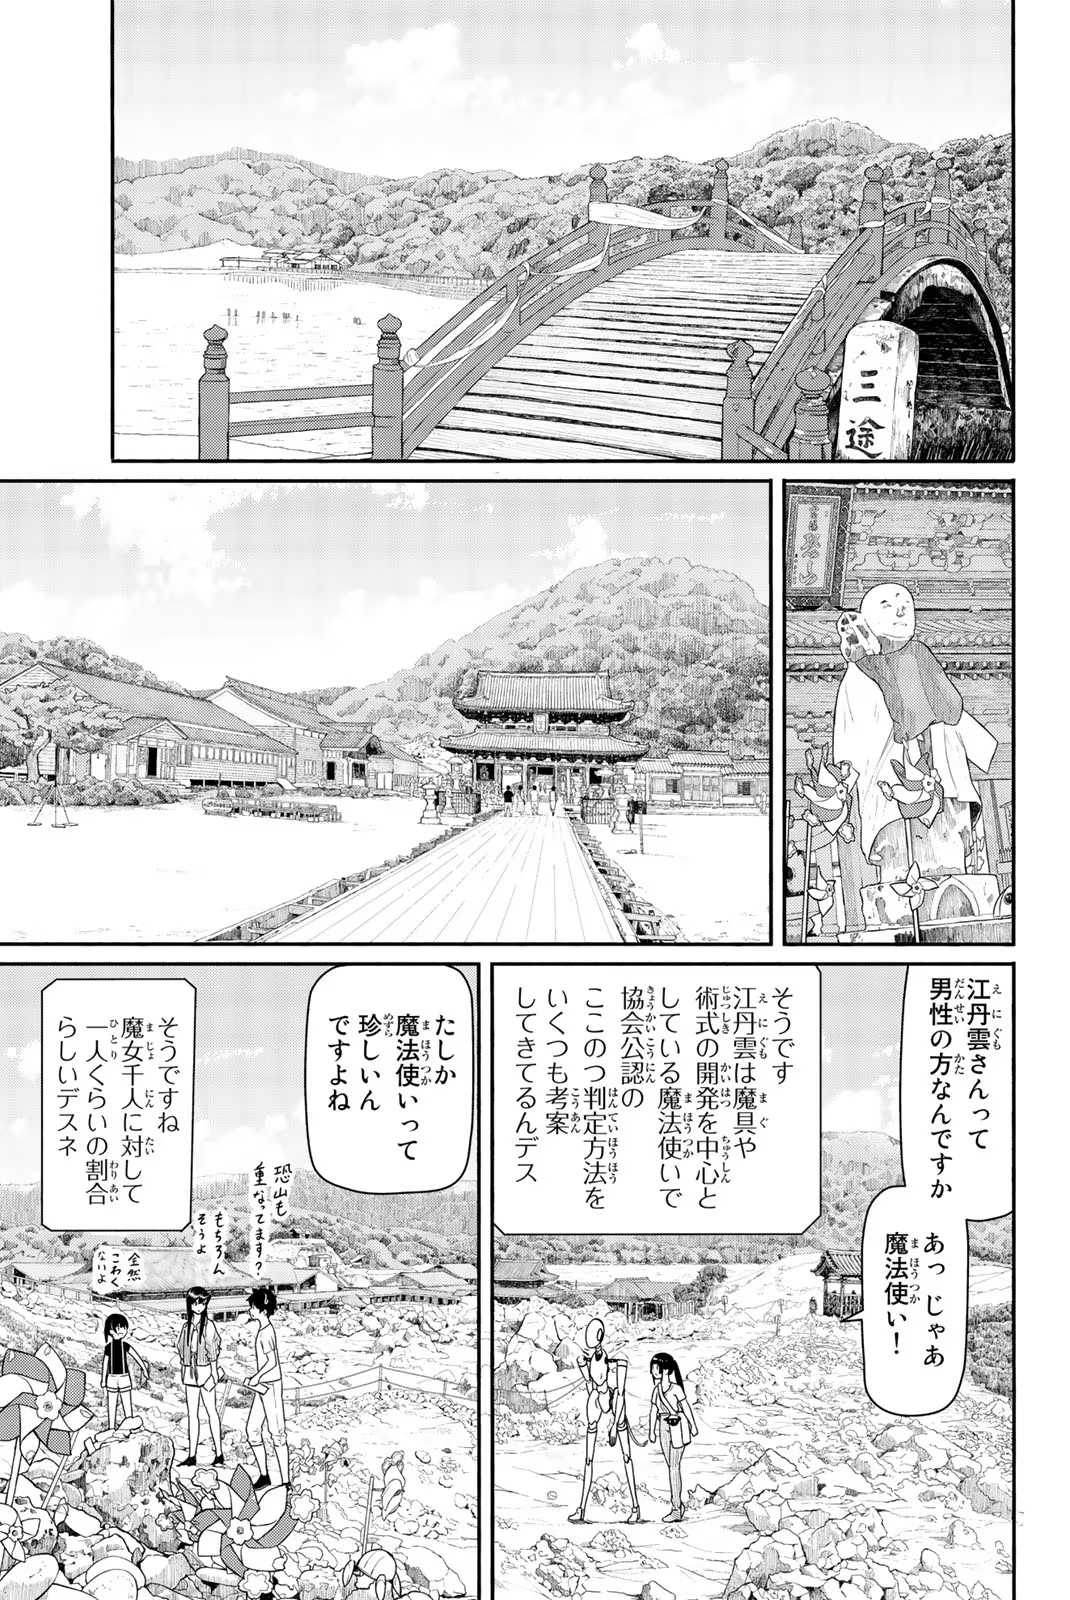 三途
江丹雲さんって
男性の方なんですか
あっ じゃあ
魔法使い！
そうです
江丹雲は魔具や
術式の開発を中心と
している魔法使いで
協会公認の
ここのつ判定方法を
いくつも考案
してきてるんデス
たしか
魔法使いって
珍しいん
ですよね
そうですね
魔女千人に対して
一人くらいの割合
らしいデスネ
恐山も
重なってます？
もちろん
そうよ
全然
こわく
ないよ